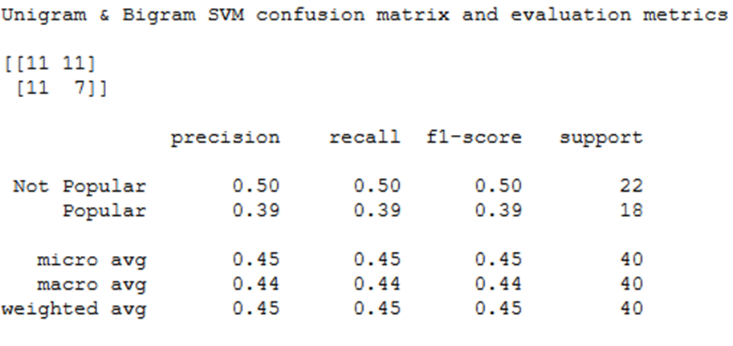 Unigram & Bigram SVM confusion matrix and evaluation metrics
[[11 11]
[11 7]]
precision recall f1-score support
Not Popular 0.50 0.50 0.50 22
Popular 0.39 0.39 0.39 18
micro avg 0.45 0.45 0.45 40
macro avg 0.44 0.44 0.44 40
weighted avg 0.45 0.45 0.45 40